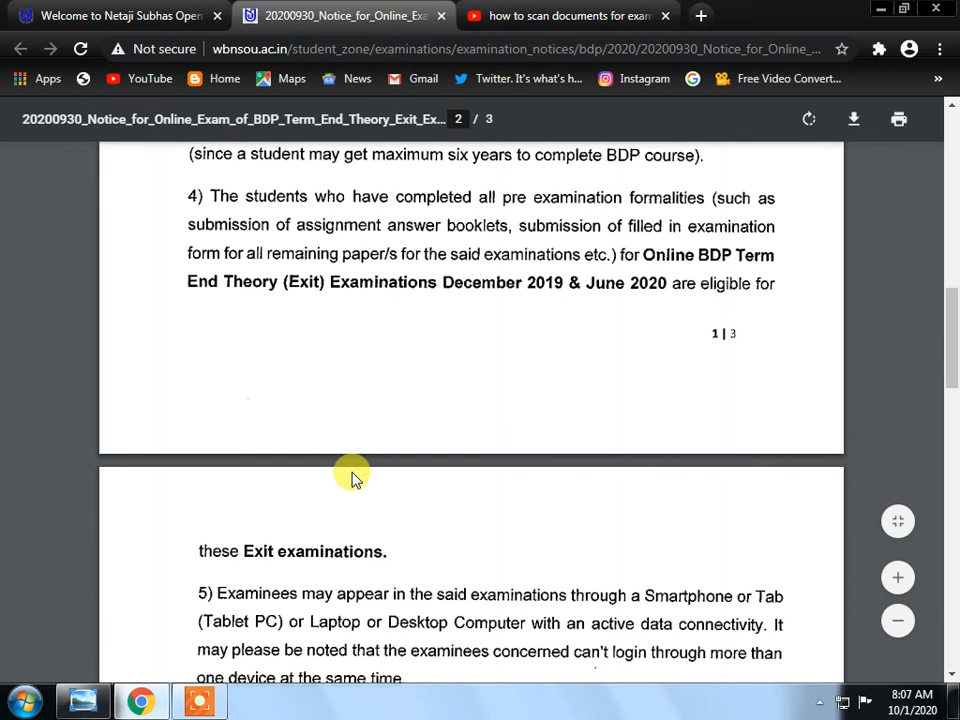 Welcome to Netaji Subhas Open
20200930_Notice_for_Online_Exa
how to scan documents for exam
Not secure
wbnsou.ac.in/student_zone/examinations/examination_notices/bdp/2020/20200930_Notice_for_Online_...
Apps
YouTube
Home
Maps
News
Gmail
Twitter. It's what's h...
Instagram
Free Video Convert...
»
20200930_Notice_for_Online_Exam_of_BDP_Term_End_Theory_Exit_Ex...
2 / 3
(since a student may get maximum six years to complete BDP course).
4) The students who have completed all pre examination formalities (such as
submission of assignment answer booklets, submission of filled in examination
form for all remaining paper/s for the said examinations etc.) for Online BDP Term
End Theory (Exit) Examinations December 2019 & June 2020 are eligible for
1 | 3
these Exit examinations.
5) Examinees may appear in the said examinations through a Smartphone or Tab
(Tablet PC) or Laptop or Desktop Computer with an active data connectivity. It
may please be noted that the examinees concerned can't login through more than
one device at the same time
8:07 AM
10/1/2020